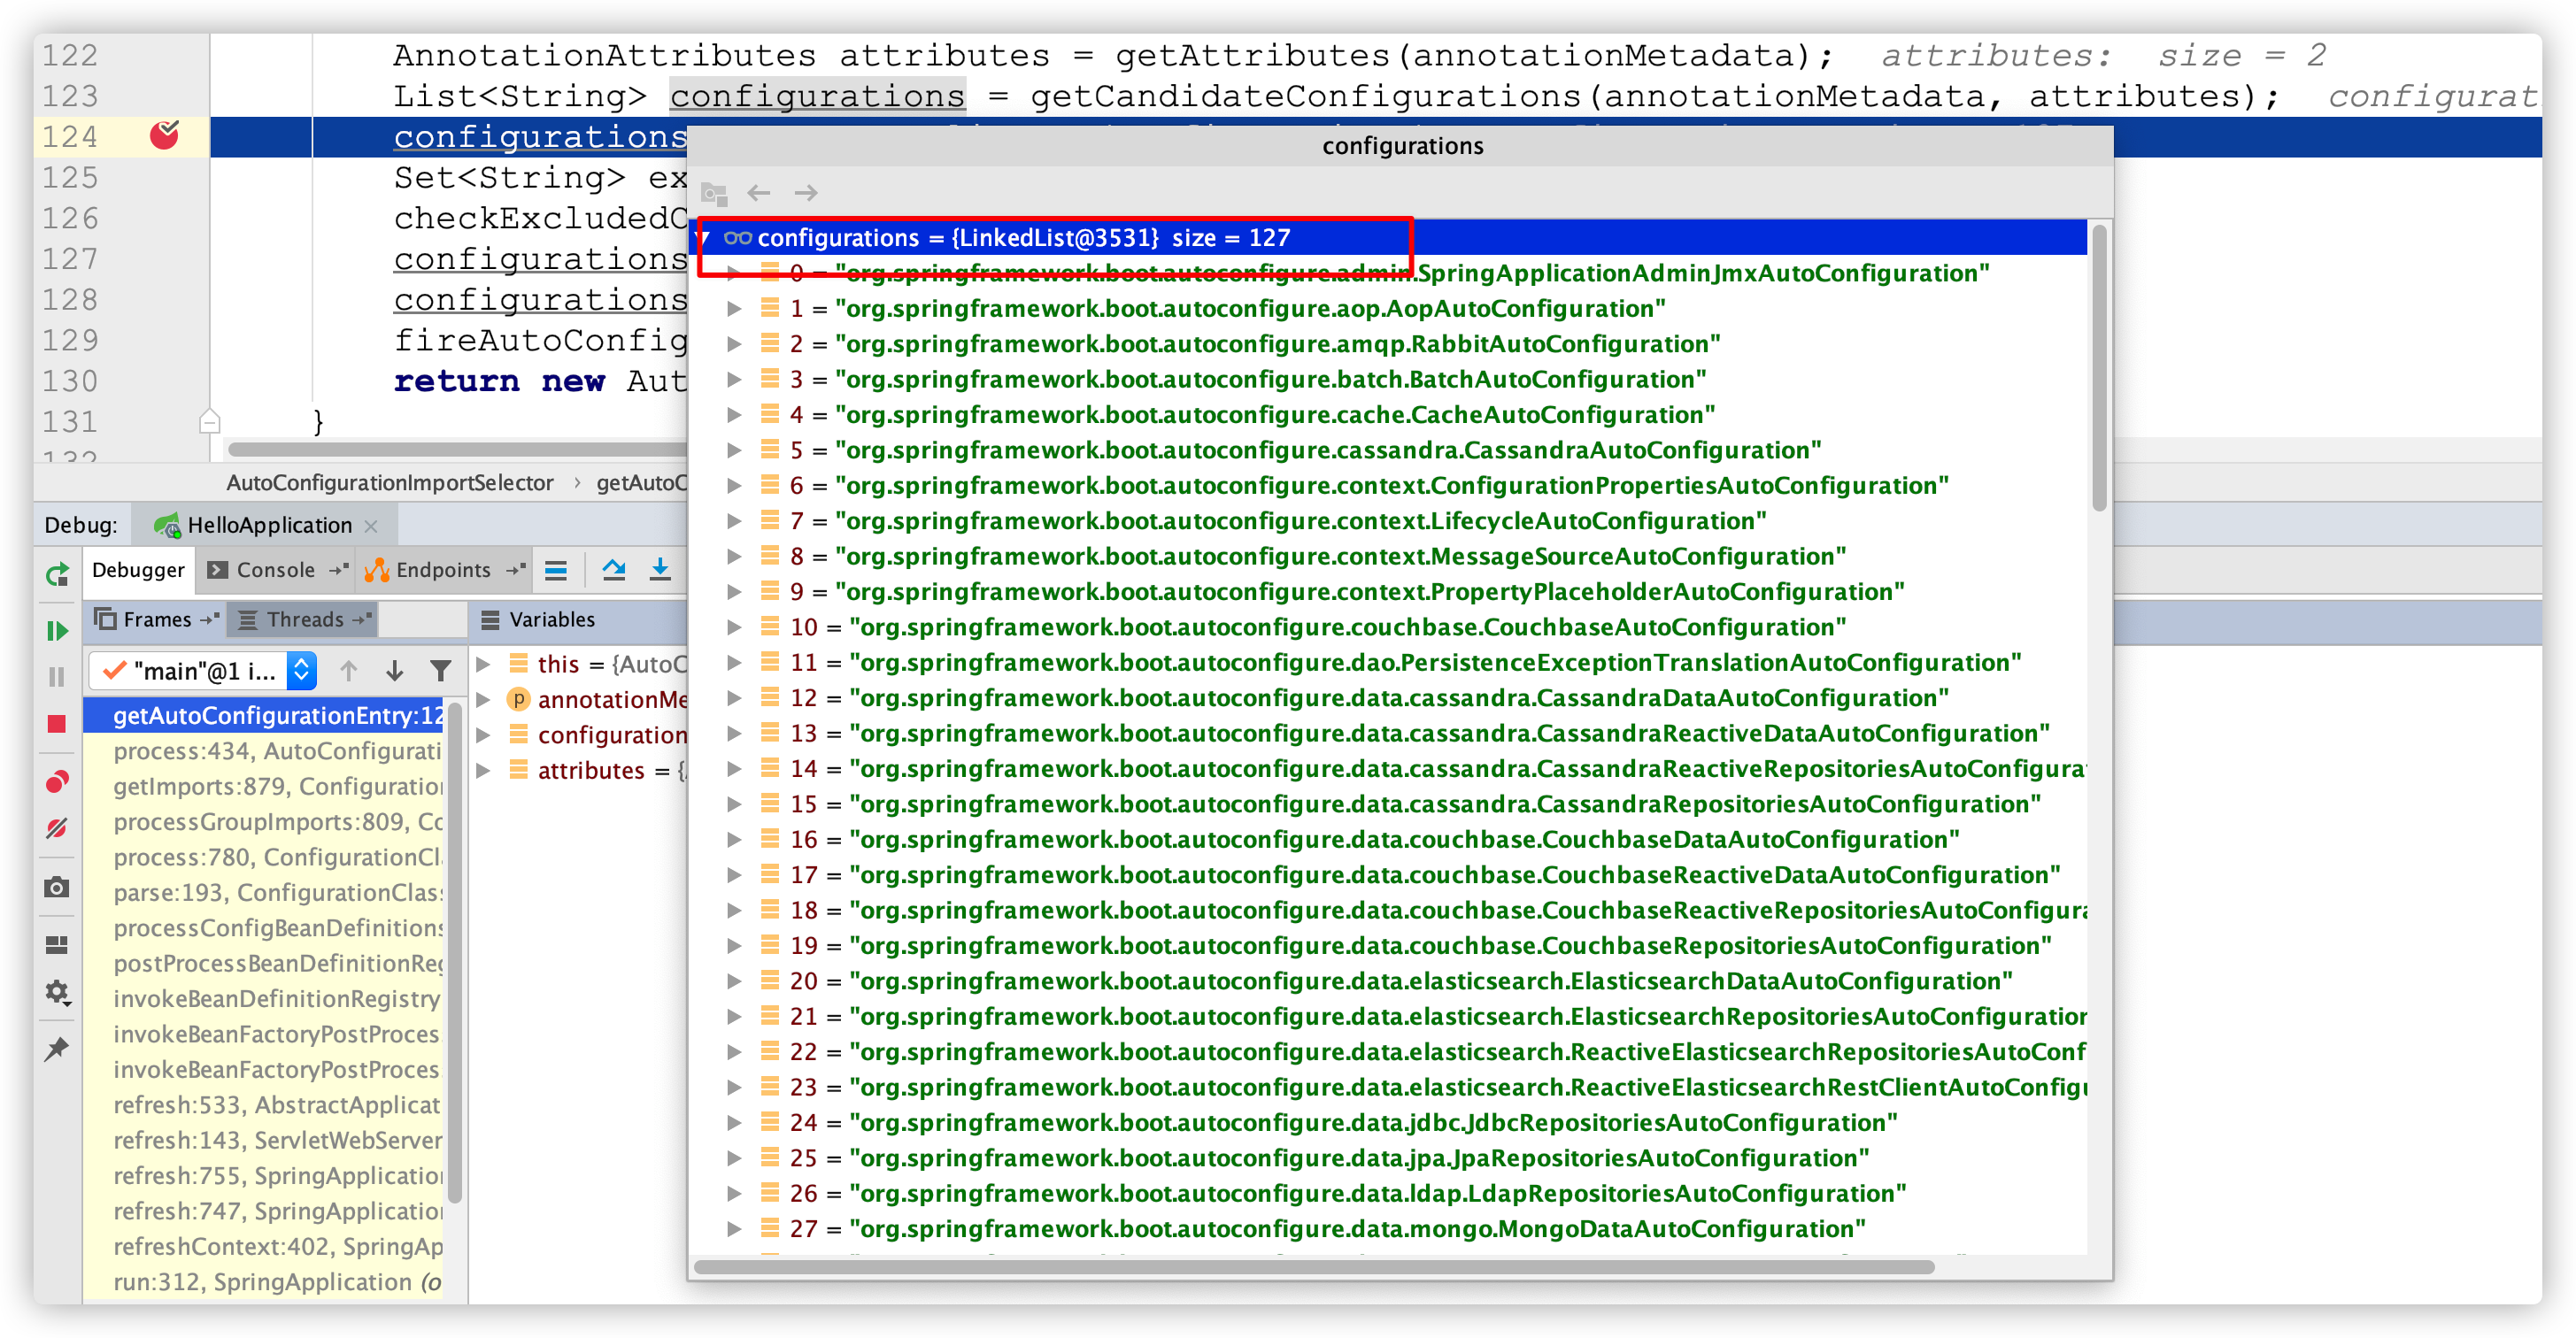 122 AnnotationAttributes attributes = getAttributes(annotationMetadata); attributes: size = 2
123 List<String> configurations = getCandidateConfigurations(annotationMetadata, attributes); configurat
124 configurations
125 Set<String> ex
126 checkExcludedC
127 configurations
128 configurations
129 fireAutoConfig
130 return new Aut
131 }
132
AutoConfigurationImportSelector › getAutoC
configurations
configurations = {LinkedList@3531} size = 127
0 = "org.springframework.boot.autoconfigure.admin.SpringApplicationAdminJmxAutoConfiguration"
1 = "org.springframework.boot.autoconfigure.aop.AopAutoConfiguration"
2 = "org.springframework.boot.autoconfigure.amqp.RabbitAutoConfiguration"
3 = "org.springframework.boot.autoconfigure.batch.BatchAutoConfiguration"
4 = "org.springframework.boot.autoconfigure.cache.CacheAutoConfiguration"
5 = "org.springframework.boot.autoconfigure.cassandra.CassandraAutoConfiguration"
6 = "org.springframework.boot.autoconfigure.context.ConfigurationPropertiesAutoConfiguration"
7 = "org.springframework.boot.autoconfigure.context.LifecycleAutoConfiguration"
8 = "org.springframework.boot.autoconfigure.context.MessageSourceAutoConfiguration"
9 = "org.springframework.boot.autoconfigure.context.PropertyPlaceholderAutoConfiguration"
10 = "org.springframework.boot.autoconfigure.couchbase.CouchbaseAutoConfiguration"
11 = "org.springframework.boot.autoconfigure.dao.PersistenceExceptionTranslationAutoConfiguration"
12 = "org.springframework.boot.autoconfigure.data.cassandra.CassandraDataAutoConfiguration"
13 = "org.springframework.boot.autoconfigure.data.cassandra.CassandraReactiveDataAutoConfiguration"
14 = "org.springframework.boot.autoconfigure.data.cassandra.CassandraReactiveRepositoriesAutoConfigurat
15 = "org.springframework.boot.autoconfigure.data.cassandra.CassandraRepositoriesAutoConfiguration"
16 = "org.springframework.boot.autoconfigure.data.couchbase.CouchbaseDataAutoConfiguration"
17 = "org.springframework.boot.autoconfigure.data.couchbase.CouchbaseReactiveDataAutoConfiguration"
18 = "org.springframework.boot.autoconfigure.data.couchbase.CouchbaseReactiveRepositoriesAutoConfigura
19 = "org.springframework.boot.autoconfigure.data.couchbase.CouchbaseRepositoriesAutoConfiguration"
20 = "org.springframework.boot.autoconfigure.data.elasticsearch.ElasticsearchDataAutoConfiguration"
21 = "org.springframework.boot.autoconfigure.data.elasticsearch.ElasticsearchRepositoriesAutoConfiguration
22 = "org.springframework.boot.autoconfigure.data.elasticsearch.ReactiveElasticsearchRepositoriesAutoConf
23 = "org.springframework.boot.autoconfigure.data.elasticsearch.ReactiveElasticsearchRestClientAutoConfigu
24 = "org.springframework.boot.autoconfigure.data.jdbc.JdbcRepositoriesAutoConfiguration"
25 = "org.springframework.boot.autoconfigure.data.jpa.JpaRepositoriesAutoConfiguration"
26 = "org.springframework.boot.autoconfigure.data.ldap.LdapRepositoriesAutoConfiguration"
27 = "org.springframework.boot.autoconfigure.data.mongo.MongoDataAutoConfiguration"
Debug: HelloApplication
Debugger Console Endpoints
Frames Threads Variables
"main"@1 i...
this = {AutoC
annotationMe
configuration
attributes = {
getAutoConfigurationEntry:12
process:434, AutoConfigurati
getImports:879, Configuration
processGroupImports:809, Co
process:780, ConfigurationCl
parse:193, ConfigurationClass
processConfigBeanDefinitions
postProcessBeanDefinitionReg
invokeBeanDefinitionRegistry
invokeBeanFactoryPostProces
invokeBeanFactoryPostProces
refresh:533, AbstractApplicat
refresh:143, ServletWebServer
refresh:755, SpringApplication
refresh:747, SpringApplication
refreshContext:402, SpringAp
run:312, SpringApplication (o